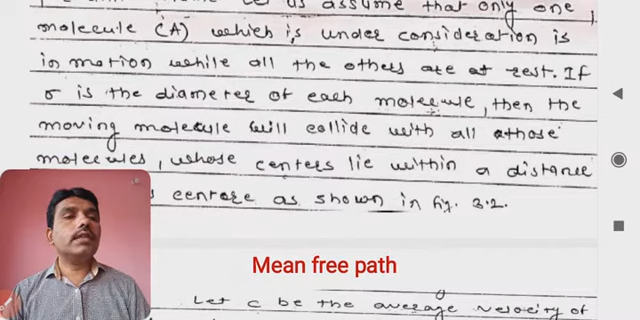 us assume that only one
molecule (A) which is under consideration is
in motion while all the others are at rest. If
σ is the diameter of each molecule, then the
moving molecule will collide with all athose
molecules, whose centers lie within a distance
centore as shown in fig. 3.2.
Mean free path
Let c be the average velocity of